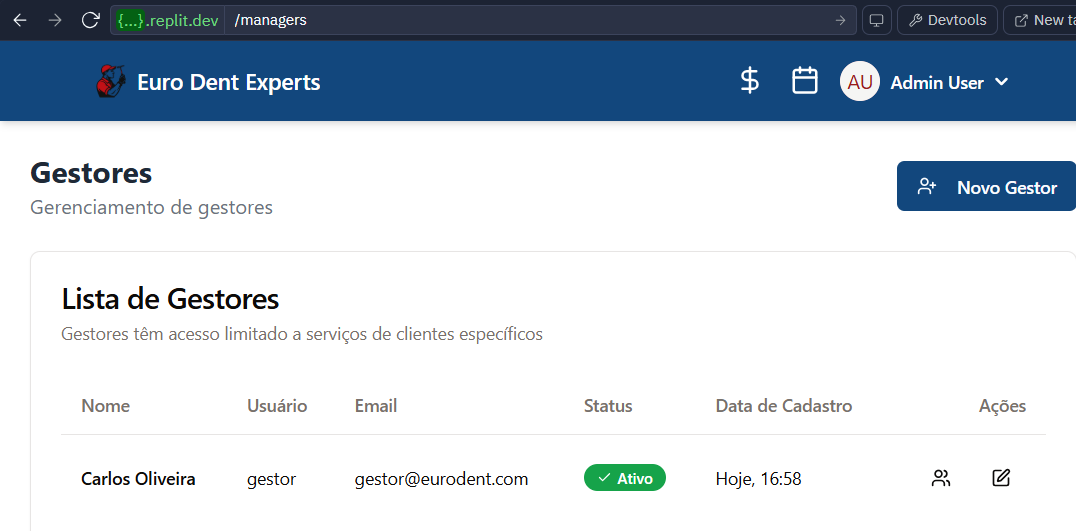 {...}.replit.dev /managers Devtools New ta
Euro Dent Experts $ AU Admin User
Gestores
Gerenciamento de gestores
Novo Gestor
Lista de Gestores
Gestores têm acesso limitado a serviços de clientes específicos
Nome Usuário Email Status Data de Cadastro Ações
Carlos Oliveira gestor gestor@eurodent.com Ativo Hoje, 16:58